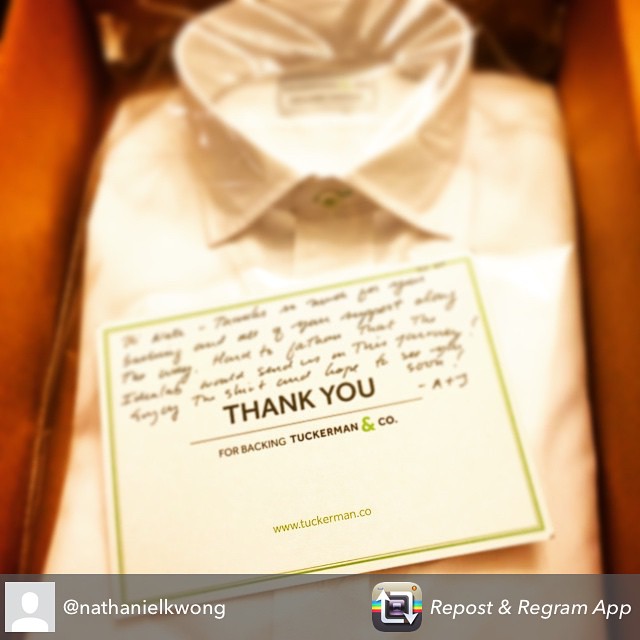 Hi Nate - Thanks so much for your
backing and all of your support along
the way. Hard to fathom that the
Idealab would send us on this journey!
Enjoy the shirt and hope to see you
soon!
- A + J
THANK YOU
FOR BACKING TUCKERMAN & CO.
www.tuckerman.co
@nathanielkwong
Repost & Regram App